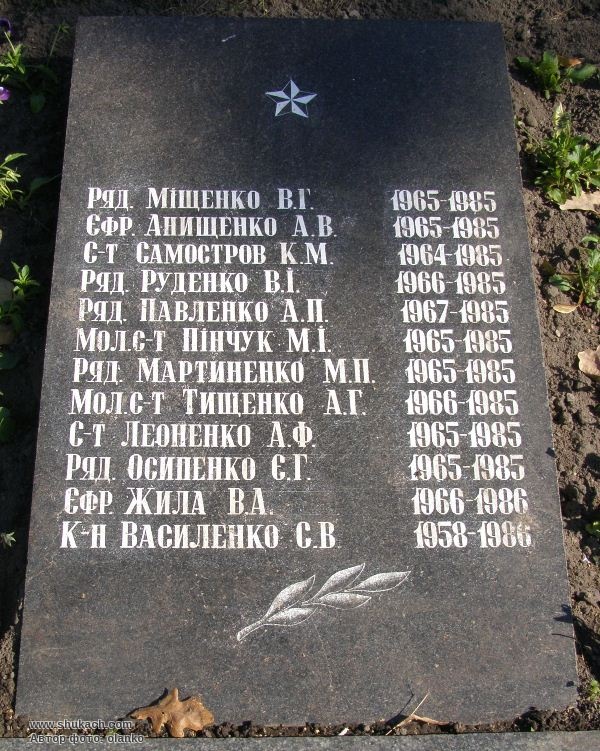 Ряд. Міщенко В.Г. 1965-1985
Єфр. Анищенко А.В. 1965-1985
С-т Самостров К.М. 1964-1985
Ряд. Руденко В.І. 1966-1985
Ряд. Павленко А.П. 1967-1985
Мол.с-т Пінчук М.І. 1965-1985
Ряд. Мартиненко М.П. 1965-1985
Мол.с-т Тищенко А.Г. 1966-1985
С-т Леоненко А.Ф. 1965-1985
Ряд. Осипенко Є.Г. 1965-1985
Єфр. Жила В.А. 1966-1986
К-н Василенко С.В 1958-1986
www.shukach.com
Автор фото: olanko